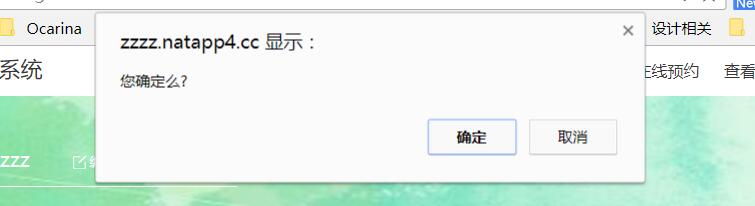 New
Ocarina
设计相关
zzzz.natapp4.cc 显示：
您确定么?
确定
取消
系统
在线预约
查看
zzz